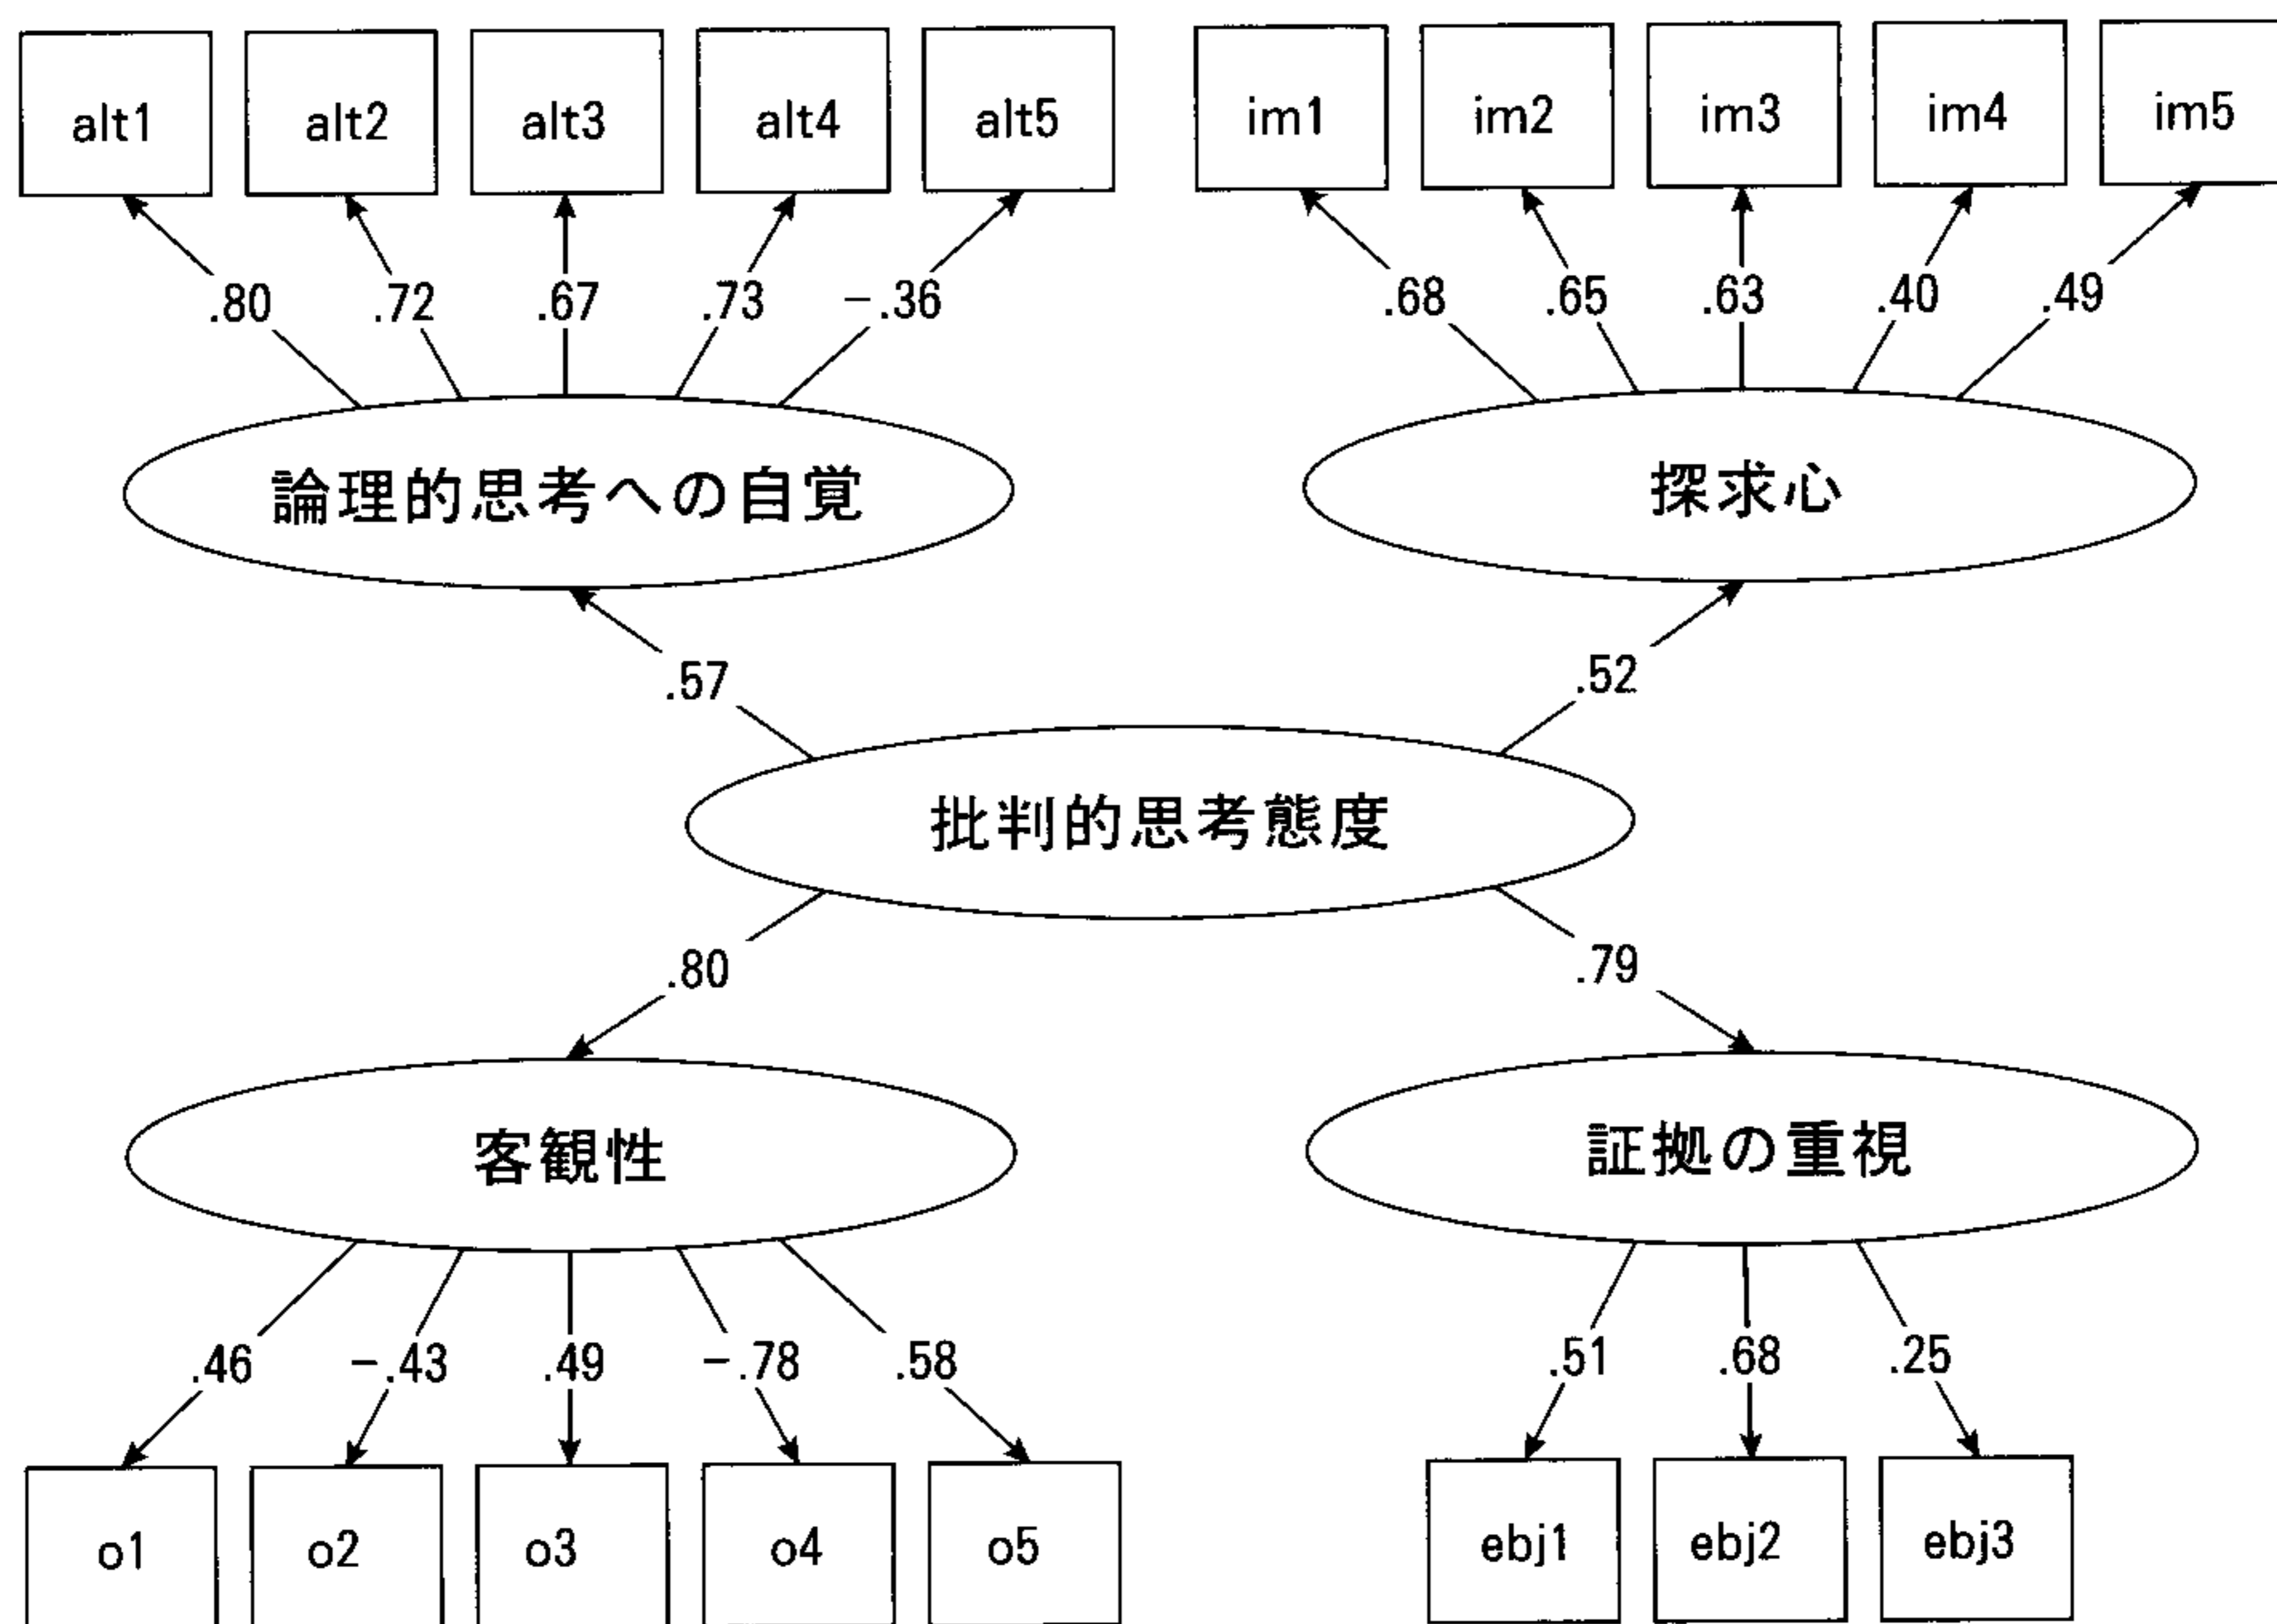 alt1 alt2 alt3 alt4 alt5 im1 im2 im3 im4 im5
.80 .72 .67 .73 −.36 .68 .65 .63 .40 .49
論理的思考への自覚 探求心
.57 .52
批判的思考態度
.80 .79
客観性 証拠の重視
.46 −.43 .49 −.78 .58 .51 .68 .25
o1 o2 o3 o4 o5 ebj1 ebj2 ebj3